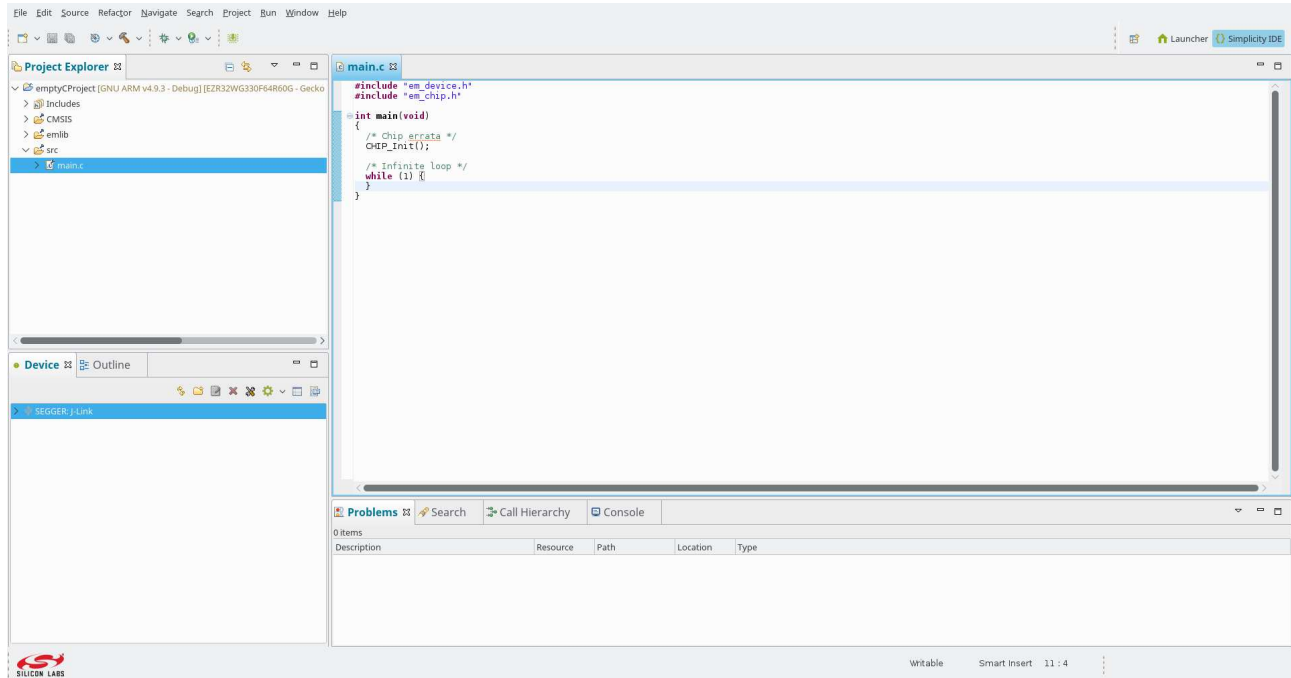 File Edit Source Refactor Navigate Search Project Run Window Help
Launcher Simplicity IDE
Project Explorer
emptyCProject [GNU ARM v4.9.3 - Debug] [EZR32WG330F64R60G - Gecko
Includes
CMSIS
emlib
src
main.c
main.c
#include "em_device.h"
#include "em_chip.h"
int main(void)
{
/* Chip errata */
CHIP_Init();
/* Infinite loop */
while (1) {
}
}
Device Outline
SEGGER: J-Link
Problems Search Call Hierarchy Console
0 items
Description Resource Path Location Type
SILICON LABS
Writable Smart Insert 11 : 4